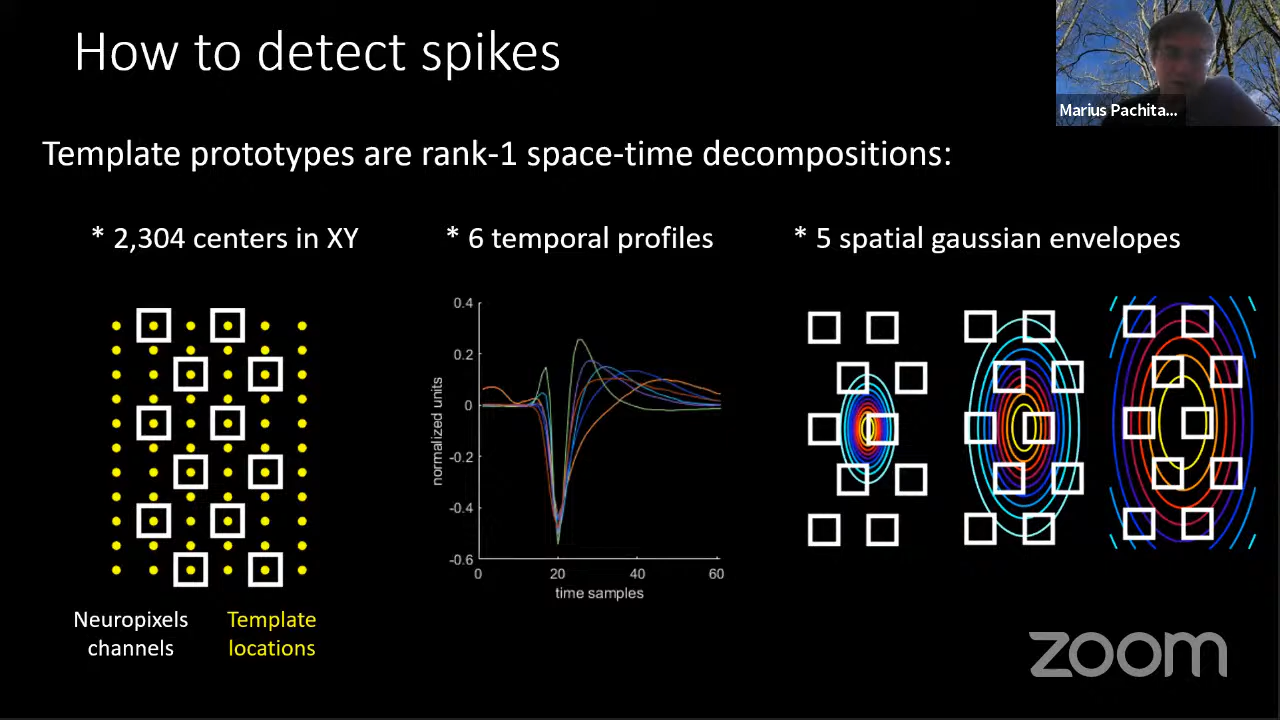 How to detect spikes
Marius Pachita...
Template prototypes are rank-1 space-time decompositions:
* 2,304 centers in XY
* 6 temporal profiles
* 5 spatial gaussian envelopes
0.4
0.2
0
-0.2
-0.4
-0.6
normalized units
0 20 40 60
time samples
Neuropixels
channels
Template
locations
zoom